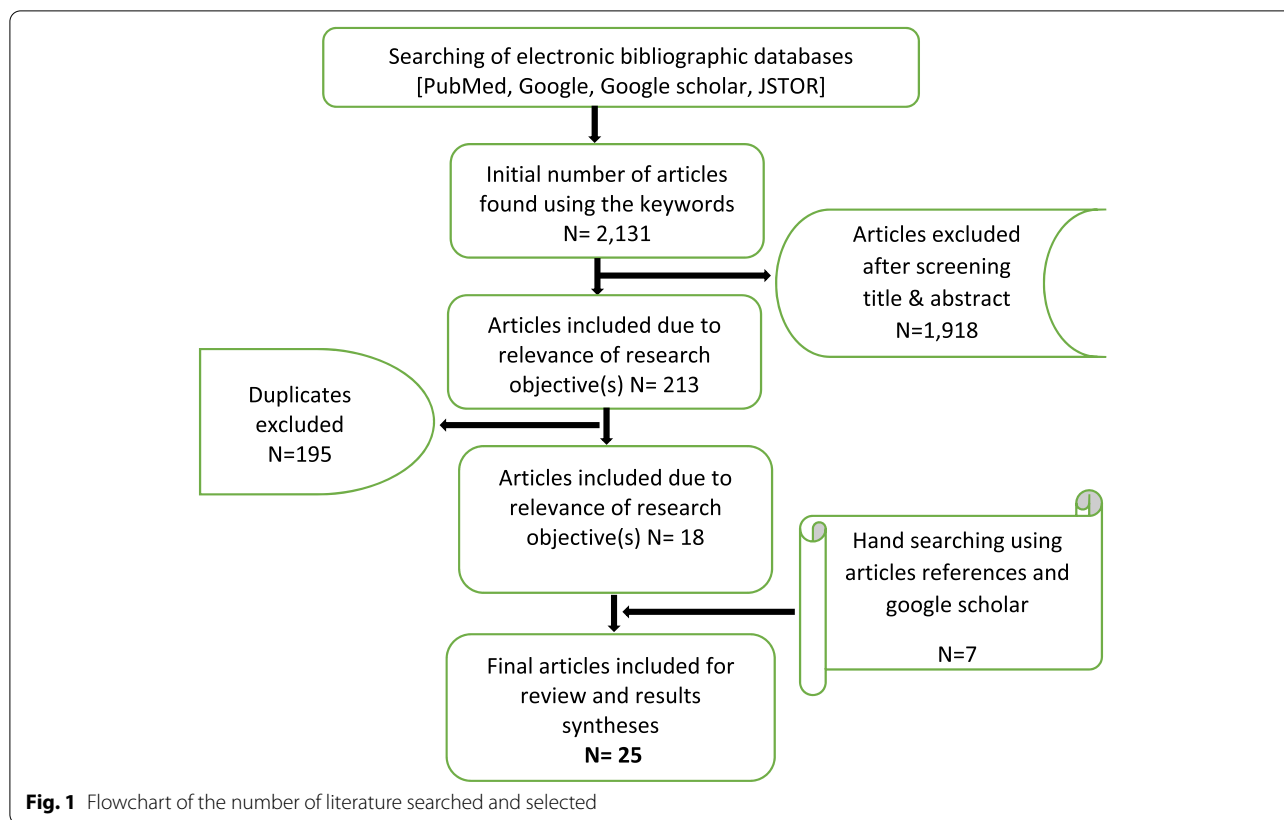 Searching of electronic bibliographic databases
[PubMed, Google, Google scholar, JSTOR]
Initial number of articles
found using the keywords
N= 2,131
Articles excluded
after screening
title & abstract
N=1,918
Articles included due to
relevance of research
objective(s) N= 213
Duplicates
excluded
N=195
Articles included due to
relevance of research
objective(s) N= 18
Hand searching using
articles references and
google scholar
N=7
Final articles included for
review and results
syntheses
N= 25
Fig. 1 Flowchart of the number of literature searched and selected